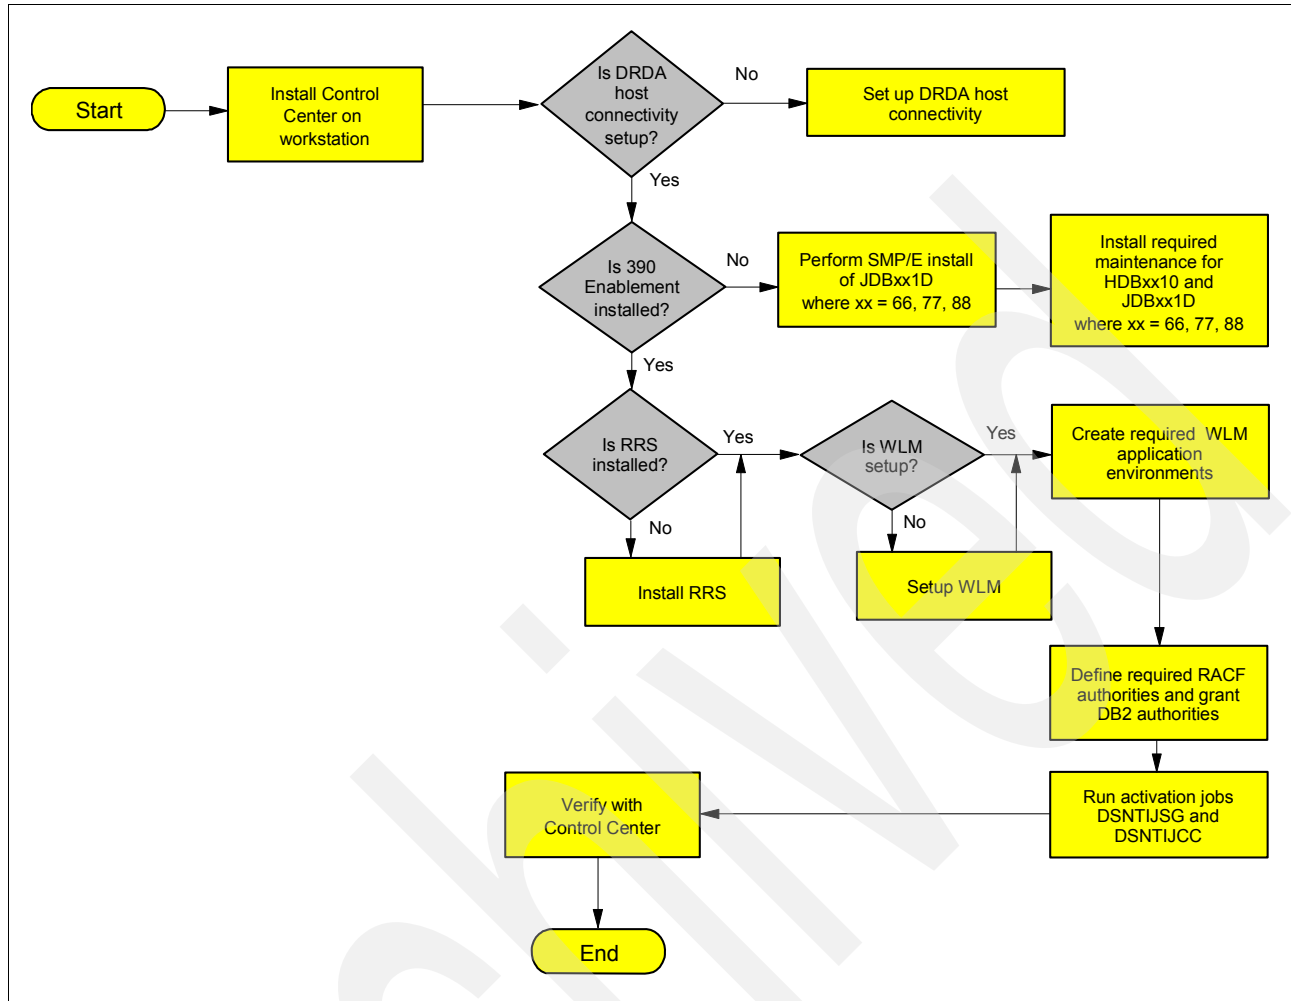 Start
Install Control
Center on
workstation
Is DRDA
host
connectivity
setup?
No
Set up DRDA host
connectivity
Yes
Is 390
Enablement
installed?
No
Perform SMP/E install
of JDBxx1D
where xx = 66, 77, 88
Install required
maintenance for
HDBxx10 and
JDBxx1D
where xx = 66, 77, 88
Yes
Is RRS
installed?
Yes
Is WLM
setup?
Yes
Create required WLM
application
environments
No
Install RRS
No
Setup WLM
Define required RACF
authorities and grant
DB2 authorities
Run activation jobs
DSNTIJSG and
DSNTIJCC
Verify with
Control Center
End
hived